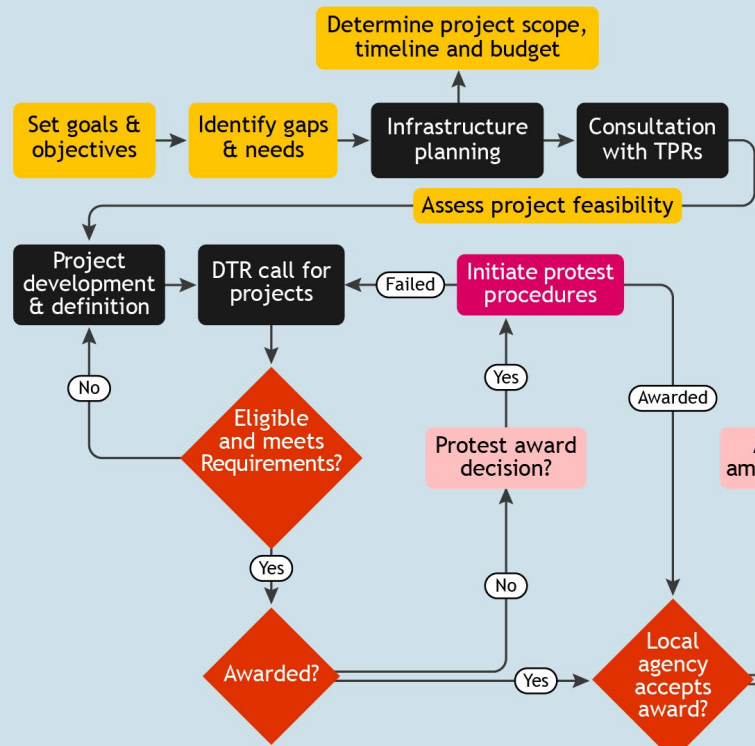 Determine project scope,
timeline and budget
Set goals &
objectives
Identify gaps
& needs
Infrastructure
planning
Consultation
with TPRs
Assess project feasibility
Project
development
& definition
DTR call for
projects
Failed
Initiate protest
procedures
No
Yes
Awarded
Eligible
and meets
Requirements?
Protest award
decision?
A
am
Yes
No
Awarded?
Yes
Local
agency
accepts
award?